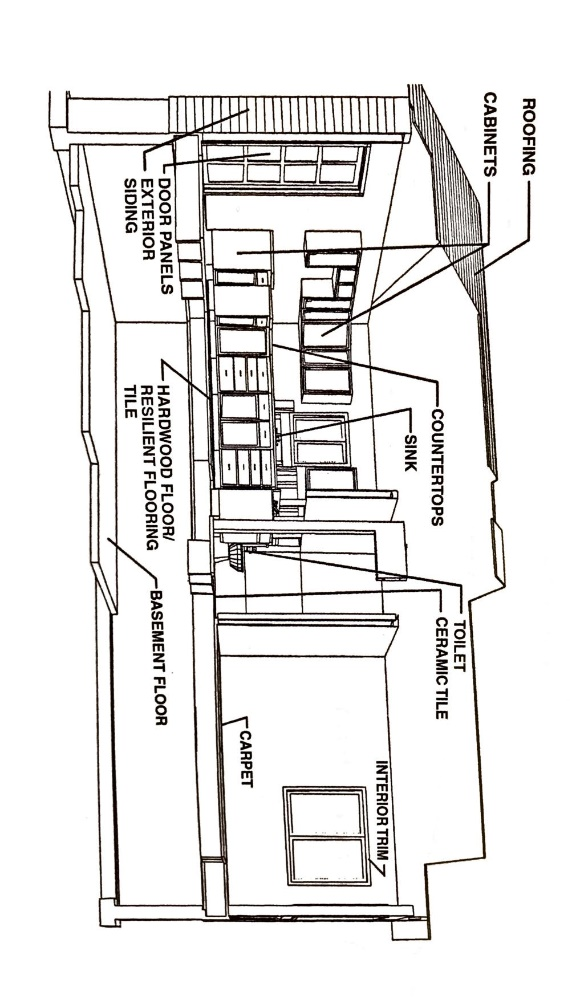 ROOFING
CABINETS
COUNTERTOPS
SINK
TOILET
CERAMIC TILE
INTERIOR TRIM
DOOR PANELS
EXTERIOR
SIDING
HARDWOOD FLOOR/
RESILIENT FLOORING
TILE
CARPET
BASEMENT FLOOR